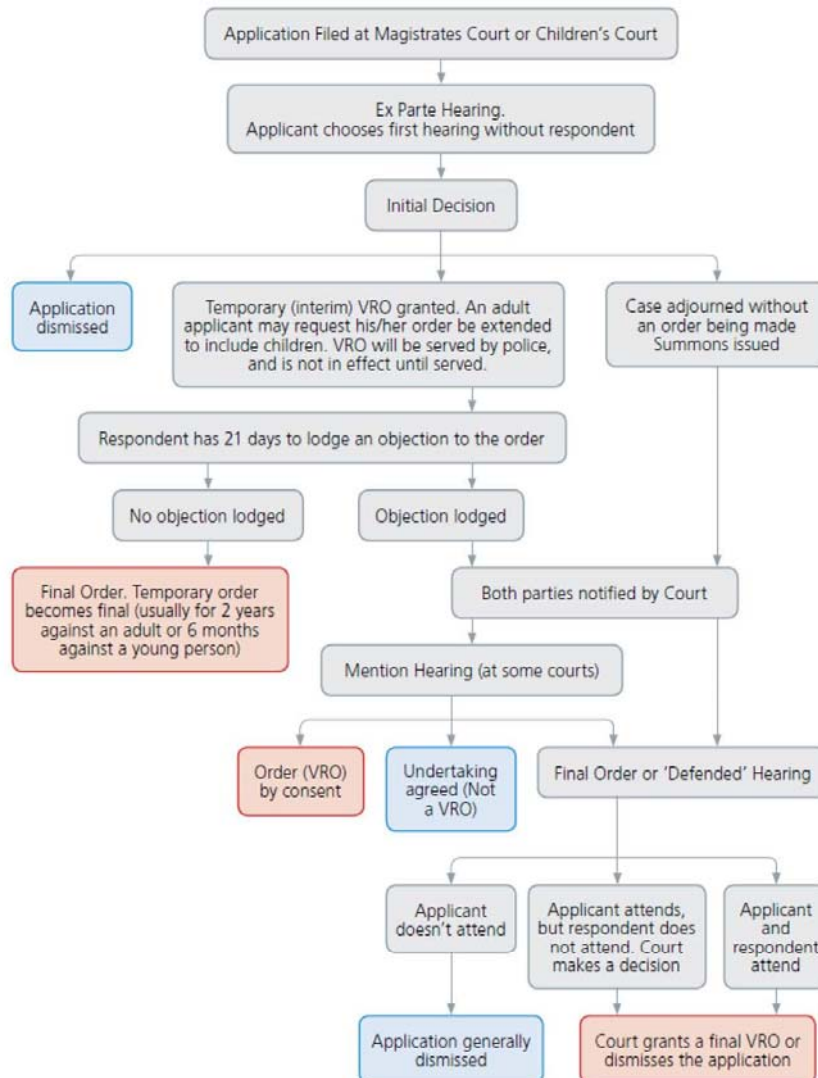 Application Filed at Magistrates Court or Children's Court
Ex Parte Hearing.
Applicant chooses first hearing without respondent
Initial Decision
Application
dismissed
Temporary (interim) VRO granted. An adult
applicant may request his/her order be extended
to include children. VRO will be served by police,
and is not in effect until served.
Case adjourned without
an order being made
Summons issued
Respondent has 21 days to lodge an objection to the order
No objection lodged
Objection lodged
Final Order. Temporary order
becomes final (usually for 2 years
against an adult or 6 months
against a young person)
Both parties notified by Court
Mention Hearing (at some courts)
Order (VRO)
by consent
Undertaking
agreed (Not
a VRO)
Final Order or 'Defended' Hearing
Applicant
doesn't attend
Applicant attends,
but respondent does
not attend. Court
makes a decision
Applicant
and
respondent
attend
Application generally
dismissed
Court grants a final VRO or
dismisses the application